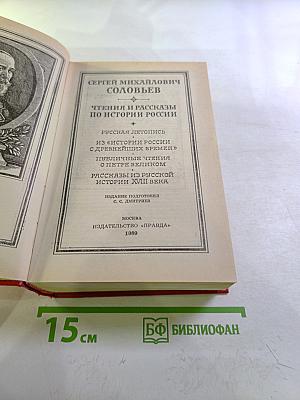 СЕРГЕЙ МИХАЙЛОВИЧ
СОЛОВЬЕВ
ЧТЕНИЯ И РАССКАЗЫ
ПО ИСТОРИИ РОССИИ
РУССКАЯ ЛЕТОПИСЬ
ИЗ «ИСТОРИИ РОССИИ
С ДРЕВНЕЙШИХ ВРЕМЕН»
ПУБЛИЧНЫЕ ЧТЕНИЯ
О ПЕТРЕ ВЕЛИКОМ
РАССКАЗЫ ИЗ РУССКОЙ
ИСТОРИИ XVIII ВЕКА
ИЗДАНИЕ ПОДГОТОВИЛ
С. С. ДМИТРИЕВ
МОСКВА
ИЗДАТЕЛЬСТВО «ПРАВДА»
1989
15 см
БФ БИБЛИОФАН